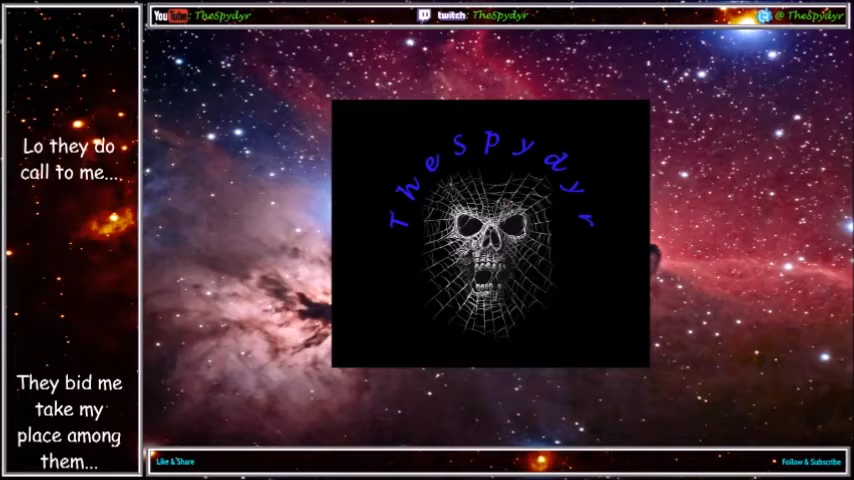 YouTube: TheSpydyr
twitch: TheSpydyr
@ TheSpydyr
Lo they do
call to me...
TheSpydyr
They bid me
take my
place among
them...
Like & Share
Follow & Subscribe